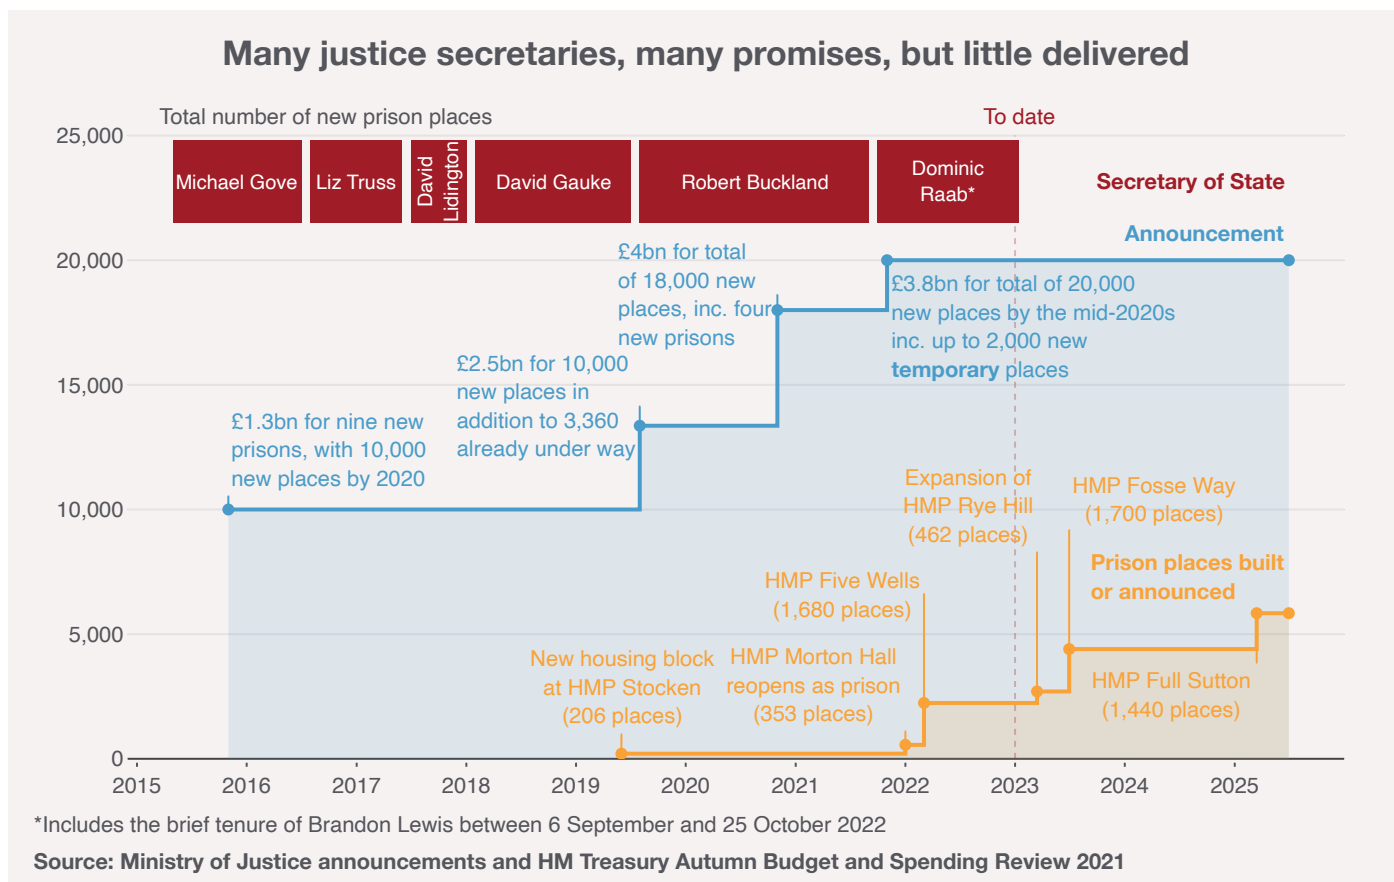 Many justice secretaries, many promises, but little delivered
Total number of new prison places
To date
25,000
Michael Gove
Liz Truss
David
Lidington
David Gauke
Robert Buckland
Dominic
Raab*
Secretary of State
Announcement
20,000
£4bn for total
of 18,000 new
places, inc. four
new prisons
£3.8bn for total of 20,000
new places by the mid-2020s
inc. up to 2,000 new
temporary places
15,000
£2.5bn for 10,000
new places in
addition to 3,360
already under way
£1.3bn for nine new
prisons, with 10,000
new places by 2020
10,000
Expansion of
HMP Rye Hill
(462 places)
HMP Fosse Way
(1,700 places)
Prison places built
or announced
HMP Five Wells
(1,680 places)
5,000
New housing block
at HMP Stocken
(206 places)
HMP Morton Hall
reopens as prison
(353 places)
HMP Full Sutton
(1,440 places)
0
2015 2016 2017 2018 2019 2020 2021 2022 2023 2024 2025
*Includes the brief tenure of Brandon Lewis between 6 September and 25 October 2022
Source: Ministry of Justice announcements and HM Treasury Autumn Budget and Spending Review 2021